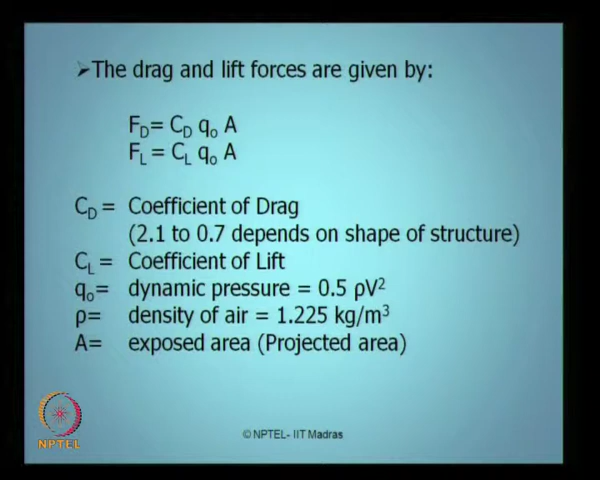 ➢The drag and lift forces are given by:
F_D= C_D q_o A
F_L = C_L q_o A
C_D = Coefficient of Drag
(2.1 to 0.7 depends on shape of structure)
C_L = Coefficient of Lift
q_o= dynamic pressure = 0.5 ρV²
ρ= density of air = 1.225 kg/m³
A= exposed area (Projected area)
NPTEL
© NPTEL- IIT Madras